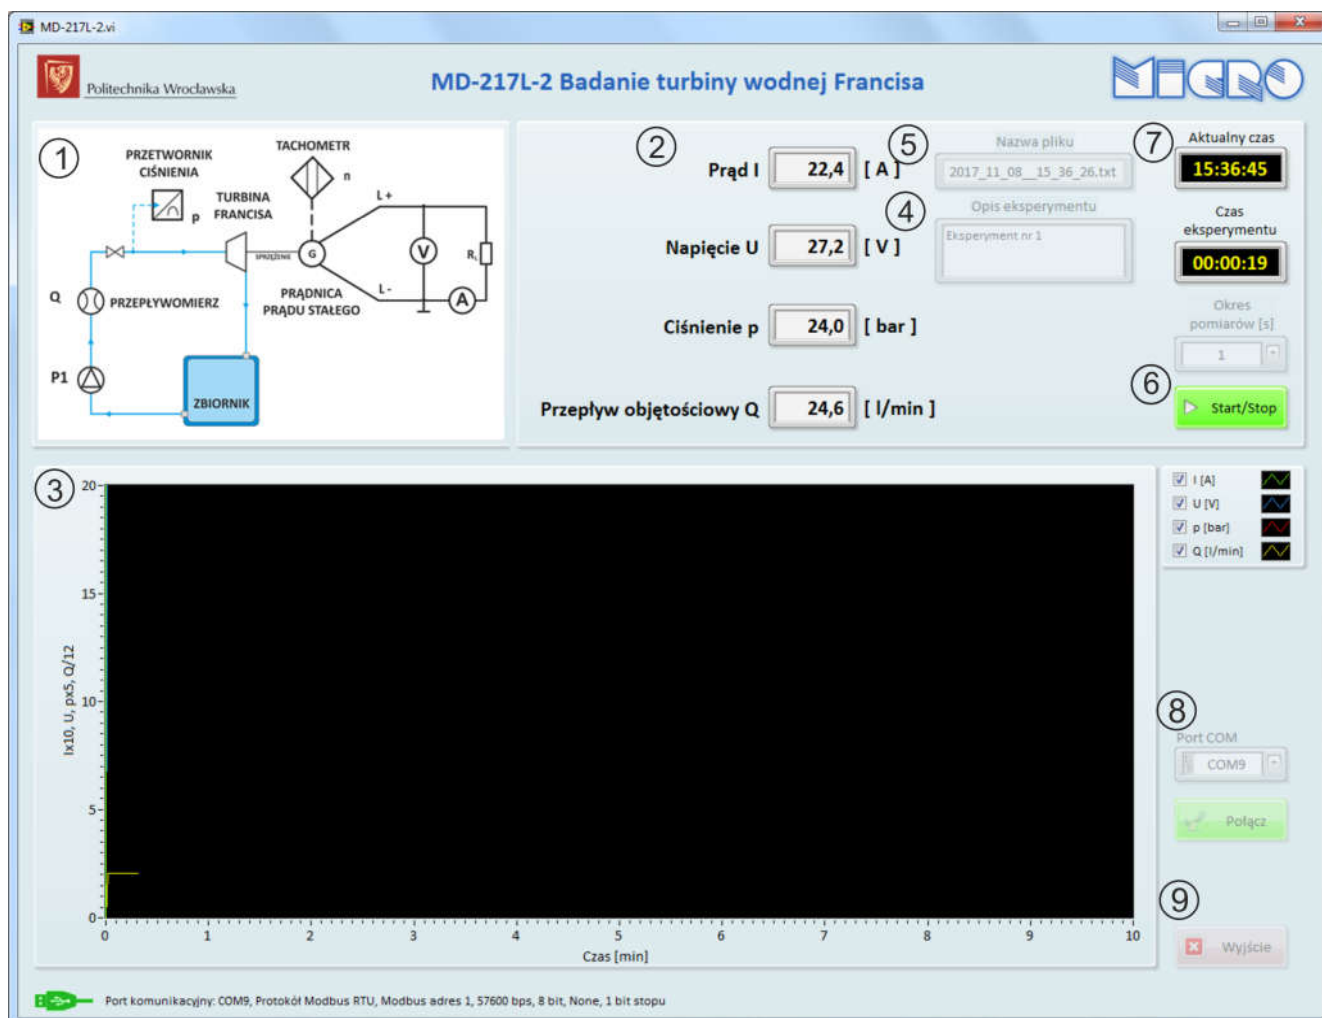 MD-217L-2.vi
Politechnika Wrocławska
MD-217L-2 Badanie turbiny wodnej Francisa
MICRO
1
PRZETWORNIK
CIŚNIENIA
TACHOMETR
n
p
TURBINA
FRANCISA
L+
SPRZĘŻENIE
G
V
Q
PRZEPŁYWOMIERZ
PRĄDNICA
PRĄDU STAŁEGO
L-
A
P1
ZBIORNIK
2
Prąd I 22,4 [ A ]
Napięcie U 27,2 [ V ]
Ciśnienie p 24,0 [ bar ]
Przepływ objętościowy Q 24,6 [ l/min ]
5
Nazwa pliku
2017_11_08__15_36_26.txt
4
Opis eksperymentu
Eksperyment nr 1
7
Aktualny czas
15:36:45
Czas
eksperymentu
00:00:19
Okres
pomiarów [s]
1
6
Start/Stop
3
Ix10, U, px5, Q/12
20
15
10
5
0
0 1 2 3 4 5 6 7 8 9 10
Czas [min]
I [A]
U [V]
p [bar]
Q [l/min]
8
Port COM
COM9
Połącz
9
Wyjście
Port komunikacyjny: COM9, Protokół Modbus RTU, Modbus adres 1, 57600 bps, 8 bit, None, 1 bit stopu